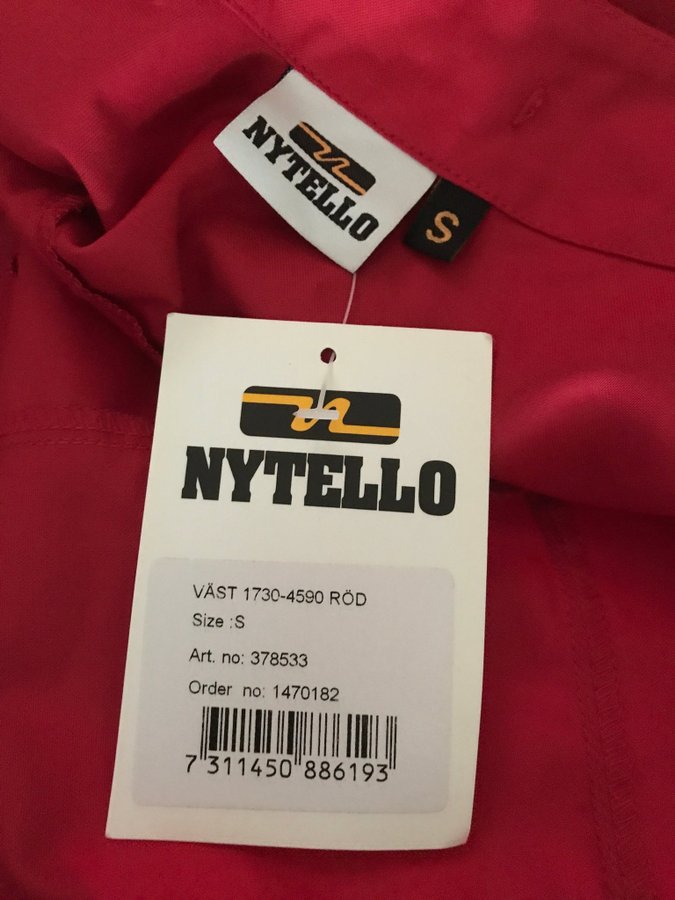 NYTELLO
S
NYTELLO
VÄST 1730-4590 RÖD
Size :S
Art. no: 378533
Order no: 1470182
7 311450 886193